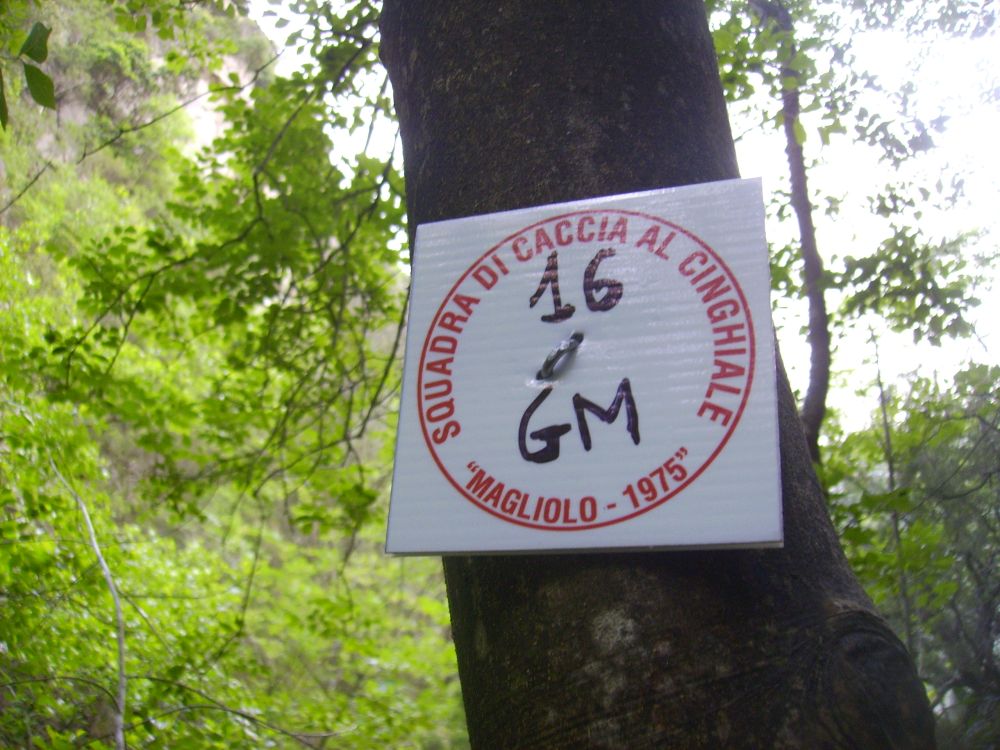 SQUADRA DI CACCIA AL CINGHIALE
16
GM
"MAGLIOLO - 1975"